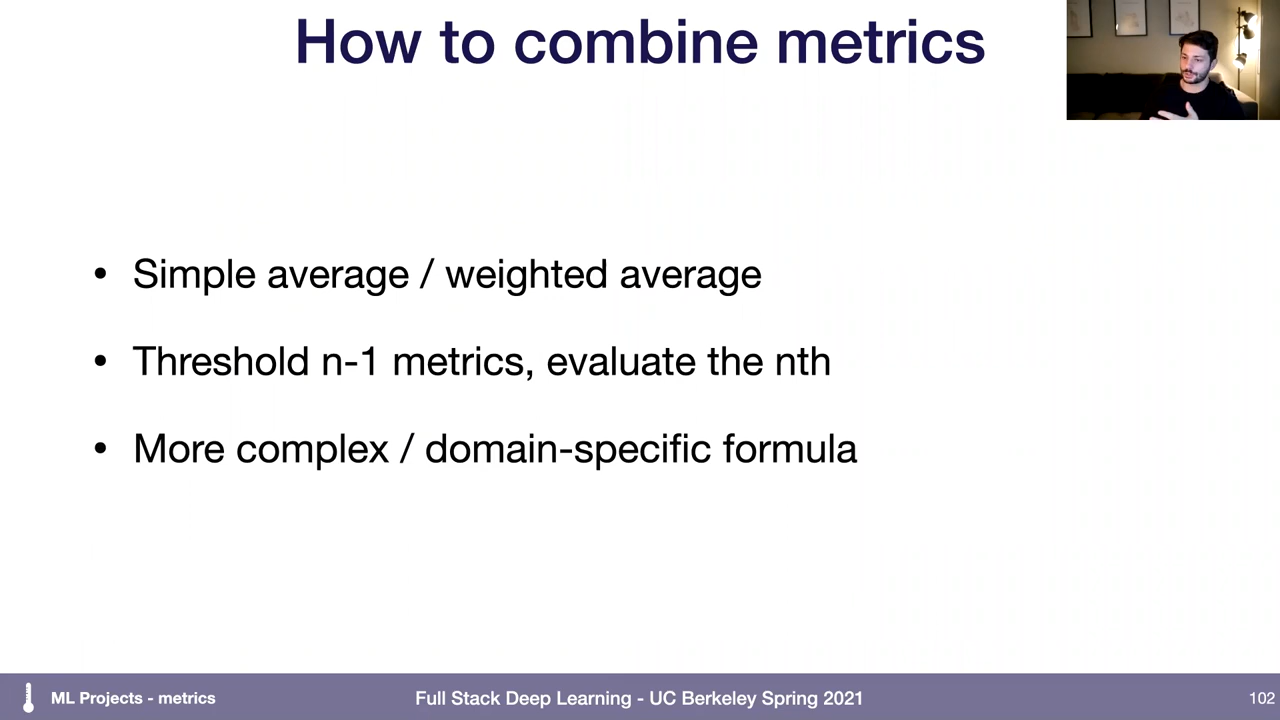 How to combine metrics
• Simple average / weighted average
• Threshold n-1 metrics, evaluate the nth
• More complex / domain-specific formula
ML Projects - metrics
Full Stack Deep Learning - UC Berkeley Spring 2021
102